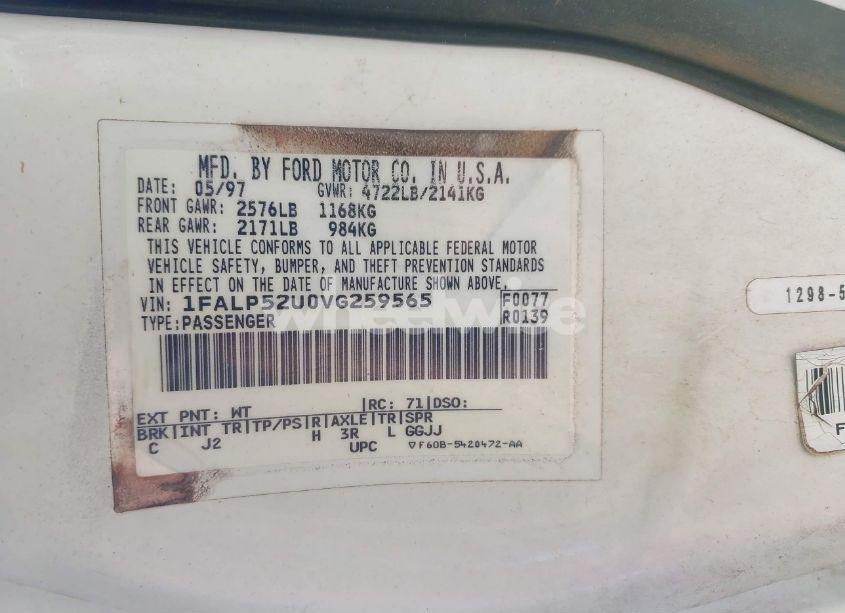 MFD. BY FORD MOTOR CO. IN U.S.A.
DATE: 05/97 GVWR: 4722LB/2141KG
FRONT GAWR: 2576LB 1168KG
REAR GAWR: 2171LB 984KG
THIS VEHICLE CONFORMS TO ALL APPLICABLE FEDERAL MOTOR
VEHICLE SAFETY, BUMPER, AND THEFT PREVENTION STANDARDS
IN EFFECT ON THE DATE OF MANUFACTURE SHOWN ABOVE.
VIN: 1FALP52U0VG259565 F0077
TYPE: PASSENGER R0139
EXT PNT: WT RC: 71 DSO:
BRK INT TR TP/PS R AXLE TR SPR
C J2 H 3R L GGJJ
UPC ▽F60B-5420472-AA
1298-5
F